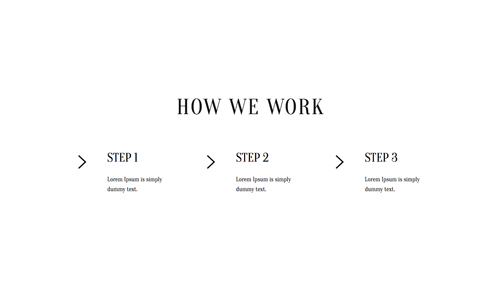 HOW WE WORK
STEP 1
Lorem Ipsum is simply
dummy text.
STEP 2
Lorem Ipsum is simply
dummy text.
STEP 3
Lorem Ipsum is simply
dummy text.